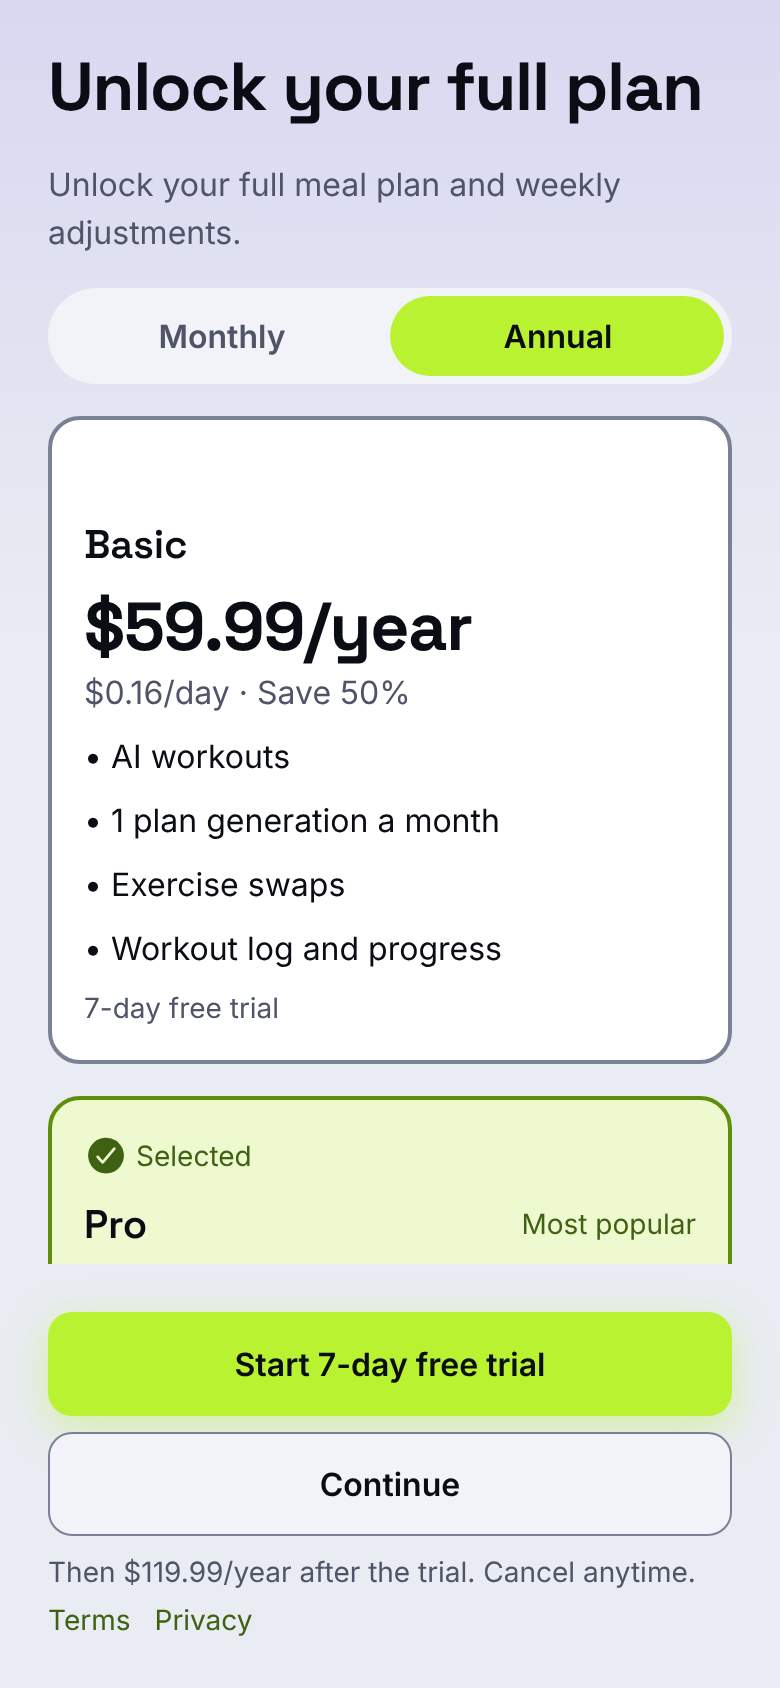 Unlock your full plan
Unlock your full meal plan and weekly
adjustments.
Monthly Annual
Basic
$59.99/year
$0.16/day · Save 50%
• AI workouts
• 1 plan generation a month
• Exercise swaps
• Workout log and progress
7-day free trial
Selected
Pro Most popular
Start 7-day free trial
Continue
Then $119.99/year after the trial. Cancel anytime.
Terms Privacy